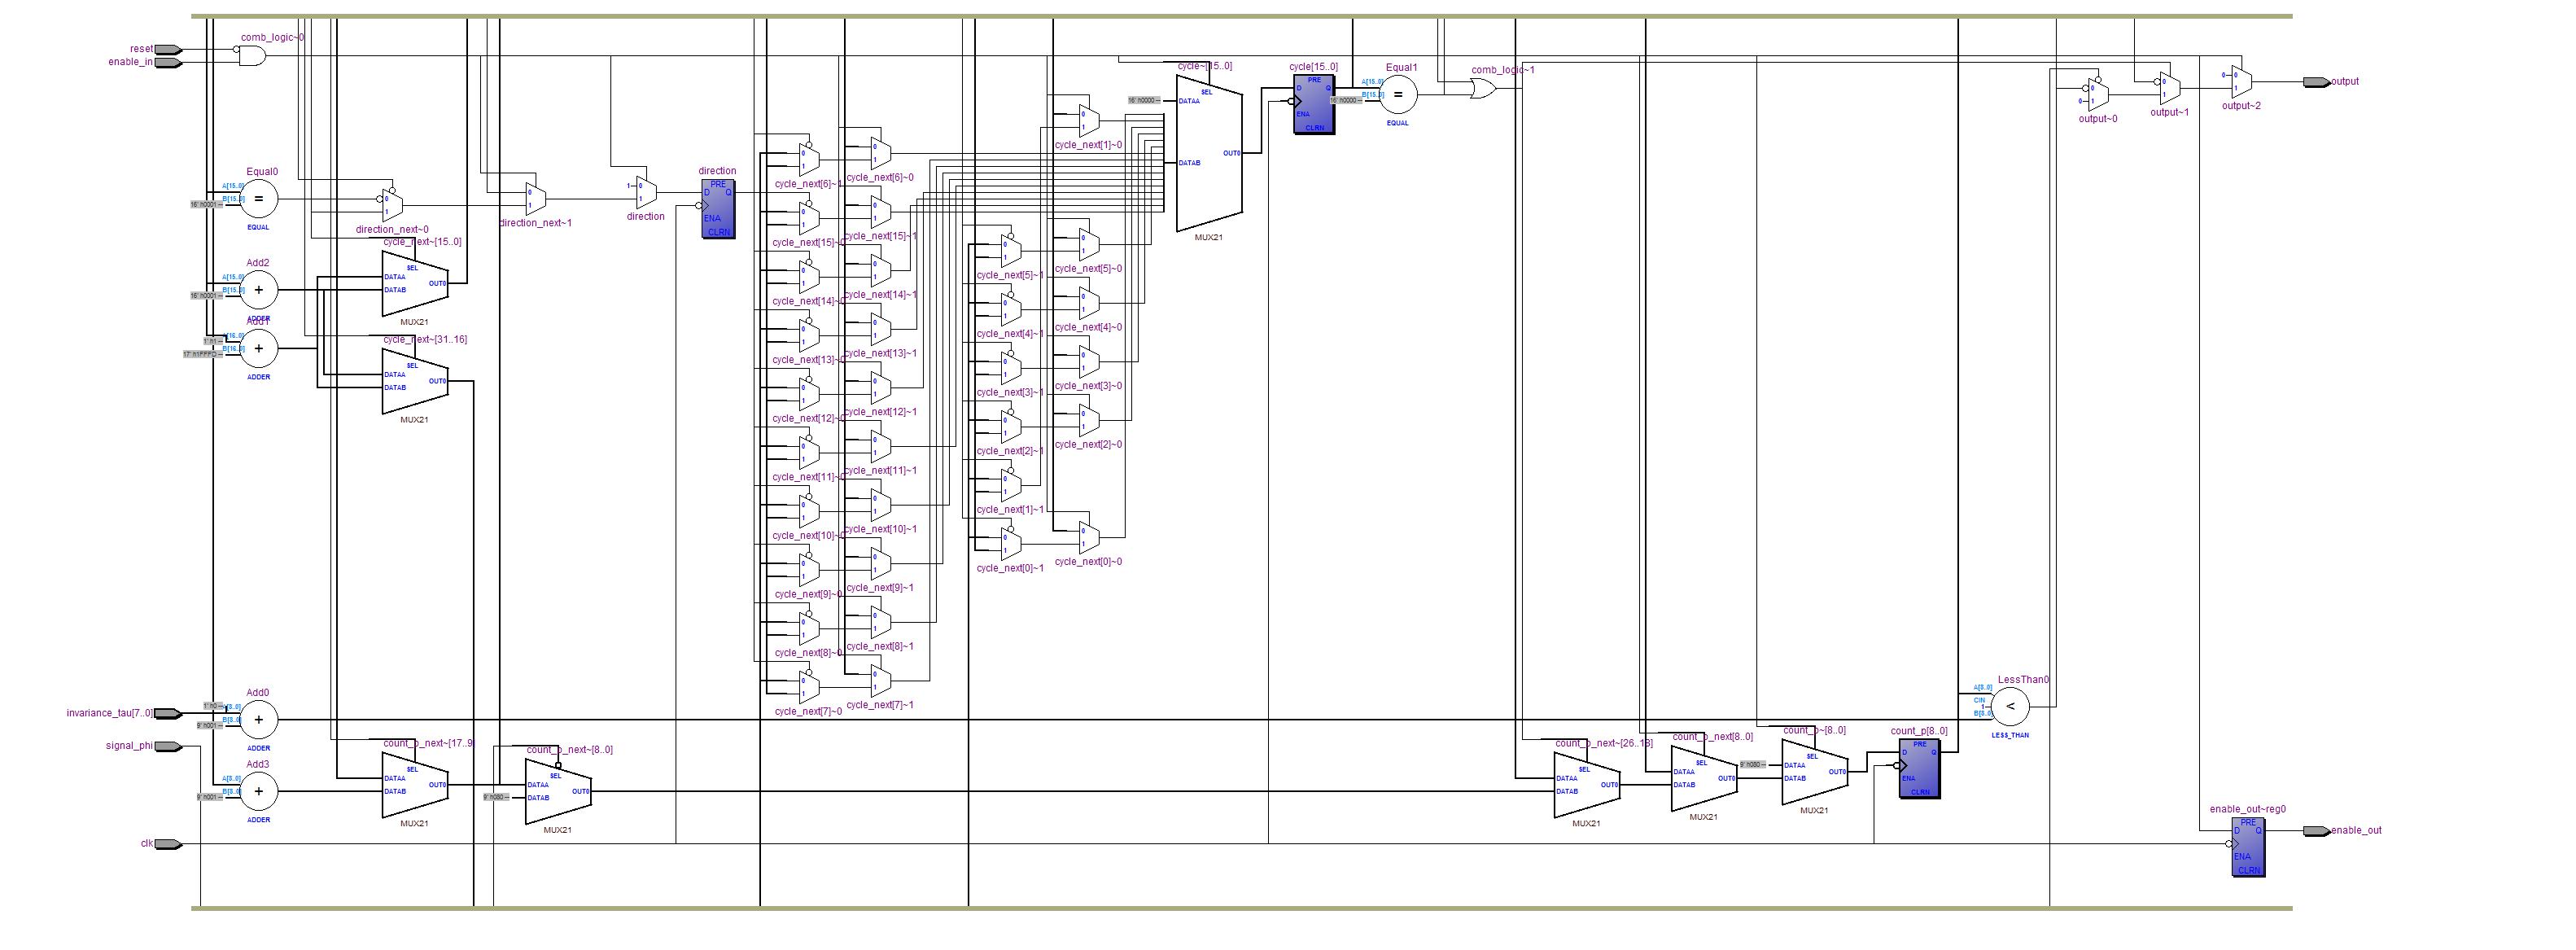 reset
enable_in
comb_logic~0
Equal0
A[15..0]
B[15..0]
16' h0001
=
EQUAL
Add2
A[15..0]
B[15..0]
16' h0001
+
ADDER
Add1
A[16..0]
1' h1
B[16..0]
+
ADDER
direction_next~0
0
1
cycle_next~[15..0]
SEL
DATAA
DATAB
OUT0
MUX21
cycle_next~[31..16]
SEL
DATAA
DATAB
OUT0
MUX21
direction_next~1
0
1
direction
1
0
1
direction
PRE
D Q
ENA
CLRN
cycle_next[6]~1
cycle_next[6]~0
cycle_next[15]~0
cycle_next[15]~1
cycle_next[14]~0
cycle_next[14]~1
cycle_next[13]~0
cycle_next[13]~1
cycle_next[12]~0
cycle_next[12]~1
cycle_next[11]~0
cycle_next[11]~1
cycle_next[10]~0
cycle_next[10]~1
cycle_next[9]~0
cycle_next[9]~1
cycle_next[8]~0
cycle_next[8]~1
cycle_next[7]~0
cycle_next[7]~1
cycle_next[1]~0
cycle_next[5]~1
cycle_next[5]~0
cycle_next[4]~1
cycle_next[4]~0
cycle_next[3]~1
cycle_next[3]~0
cycle_next[2]~1
cycle_next[2]~0
cycle_next[1]~1
cycle_next[0]~1
cycle_next[0]~0
cycle~[15..0]
SEL
16' h0000
DATAA
DATAB
OUT0
MUX21
cycle[15..0]
PRE
D Q
ENA
CLRN
Equal1
A[15..0]
B[15..0]
16' h0000
=
EQUAL
comb_logic~1
output~0
output~1
output~2
output
invariance_tau[7..0]
signal_phi
clk
Add0
1' h0
A[8..0]
B[8..0]
9' h001
+
ADDER
Add3
A[8..0]
B[8..0]
9' h001
+
ADDER
count_p_next~[17..9]
SEL
DATAA
DATAB
OUT0
MUX21
count_p_next~[8..0]
SEL
DATAA
9' h080
DATAB
OUT0
MUX21
count_p_next~[26..18]
SEL
DATAA
DATAB
OUT0
MUX21
count_p_next[8..0]
SEL
DATAA
DATAB
OUT0
MUX21
count_p~[8..0]
SEL
9' h080
DATAA
DATAB
OUT0
MUX21
count_p[8..0]
PRE
D Q
ENA
CLRN
LessThan0
A[8..0]
CIN
1
B[8..0]
<
LESS_THAN
enable_out~reg0
PRE
D Q
ENA
CLRN
enable_out